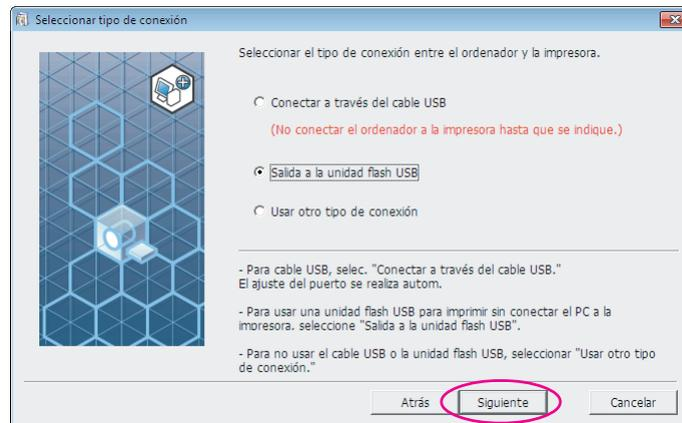 Seleccionar tipo de conexión
Seleccionar el tipo de conexión entre el ordenador y la impresora.
Conectar a través del cable USB
(No conectar el ordenador a la impresora hasta que se indique.)
Salida a la unidad flash USB
Usar otro tipo de conexión
- Para cable USB, selec. "Conectar a través del cable USB."
El ajuste del puerto se realiza autom.
- Para usar una unidad flash USB para imprimir sin conectar el PC a la
impresora. seleccione "Salida a la unidad flash USB".
- Para no usar el cable USB o la unidad flash USB, seleccionar "Usar otro tipo
de conexión."
Atrás
Siguiente
Cancelar